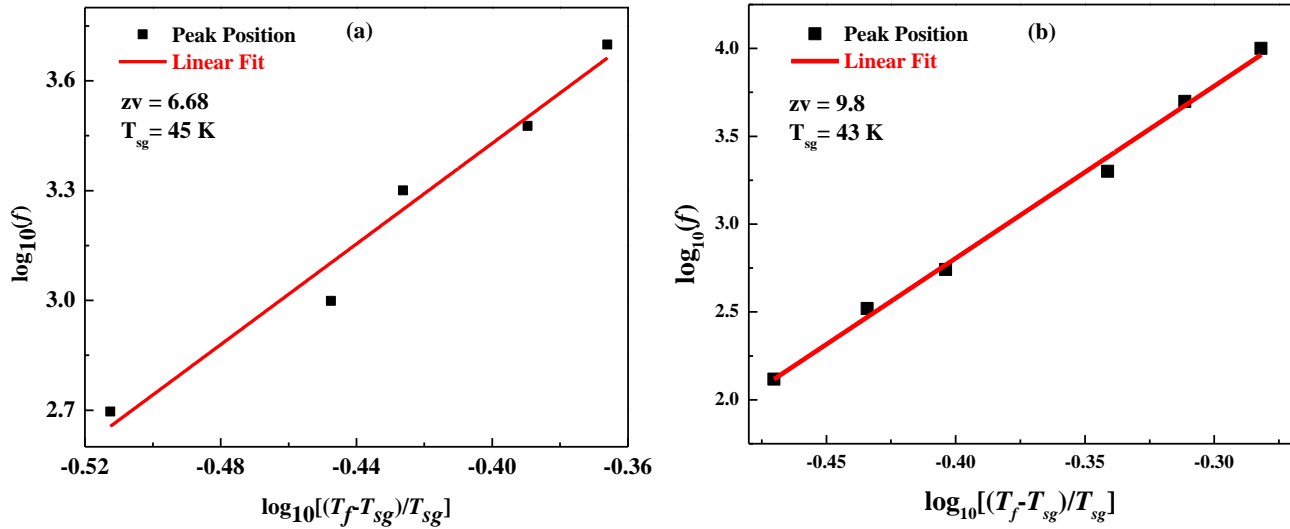 (a)
Peak Position
Linear Fit
zv = 6.68
T_sg = 45 K
log10(f)
3.6
3.3
3.0
2.7
-0.52
-0.48
-0.44
-0.40
-0.36
log10[(T_f-T_sg)/T_sg]
(b)
Peak Position
Linear Fit
zv = 9.8
T_sg = 43 K
log10(f)
4.0
3.5
3.0
2.5
2.0
-0.45
-0.40
-0.35
-0.30
log10[(T_f-T_sg)/T_sg]